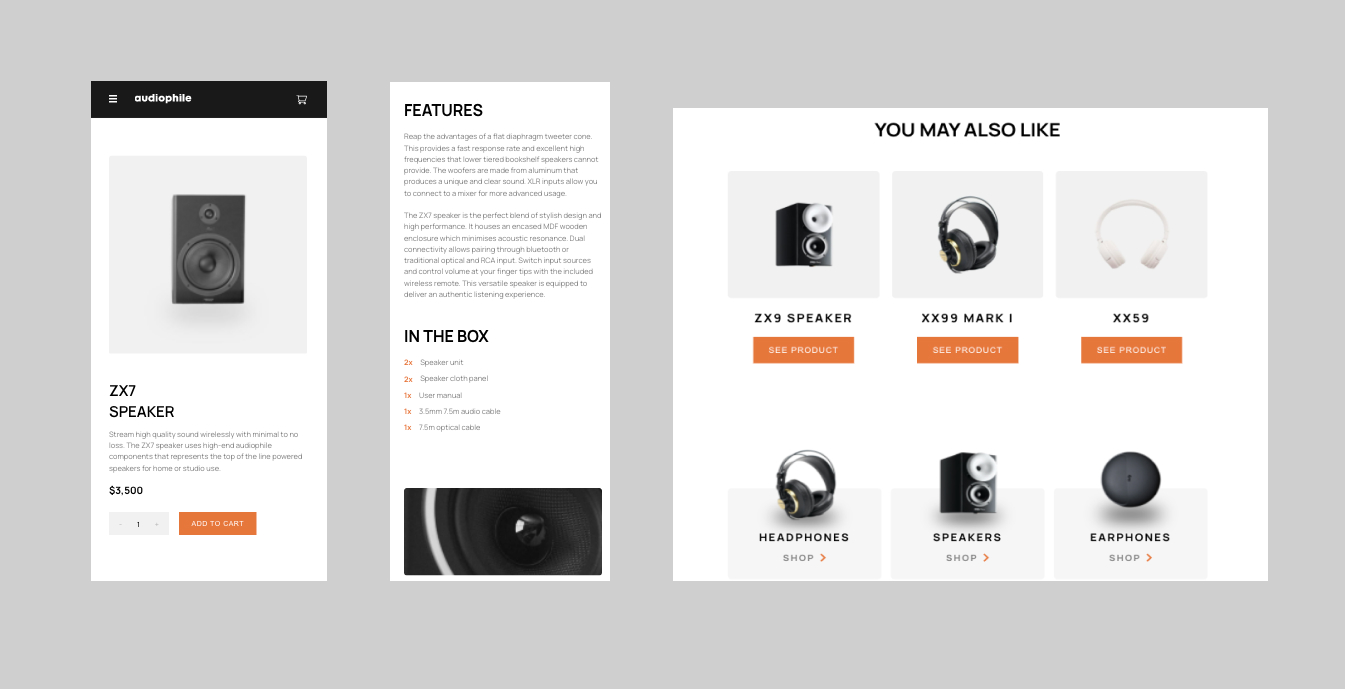 audiophile
ZX7
SPEAKER
Stream high quality sound wirelessly with minimal to no
loss. The ZX7 speaker uses high-end audiophile
components that represents the top of the line powered
speakers for home or studio use.
$3,500
- 1 +
ADD TO CART
FEATURES
Reap the advantages of a flat diaphragm tweeter cone.
This provides a fast response rate and excellent high
frequencies that lower tiered bookshelf speakers cannot
provide. The woofers are made from aluminum that
produces a unique and clear sound. XLR inputs allow you
to connect to a mixer for more advanced usage.
The ZX7 speaker is the perfect blend of stylish design and
high performance. It houses an encased MDF wooden
enclosure which minimises acoustic resonance. Dual
connectivity allows pairing through bluetooth or
traditional optical and RCA input. Switch input sources
and control volume at your finger tips with the included
wireless remote. This versatile speaker is equipped to
deliver an authentic listening experience.
IN THE BOX
2x Speaker unit
2x Speaker cloth panel
1x User manual
1x 3.5mm 7.5m audio cable
1x 7.5m optical cable
YOU MAY ALSO LIKE
ZX9 SPEAKER
XX99 MARK I
XX59
SEE PRODUCT
SEE PRODUCT
SEE PRODUCT
HEADPHONES
SPEAKERS
EARPHONES
SHOP
SHOP
SHOP